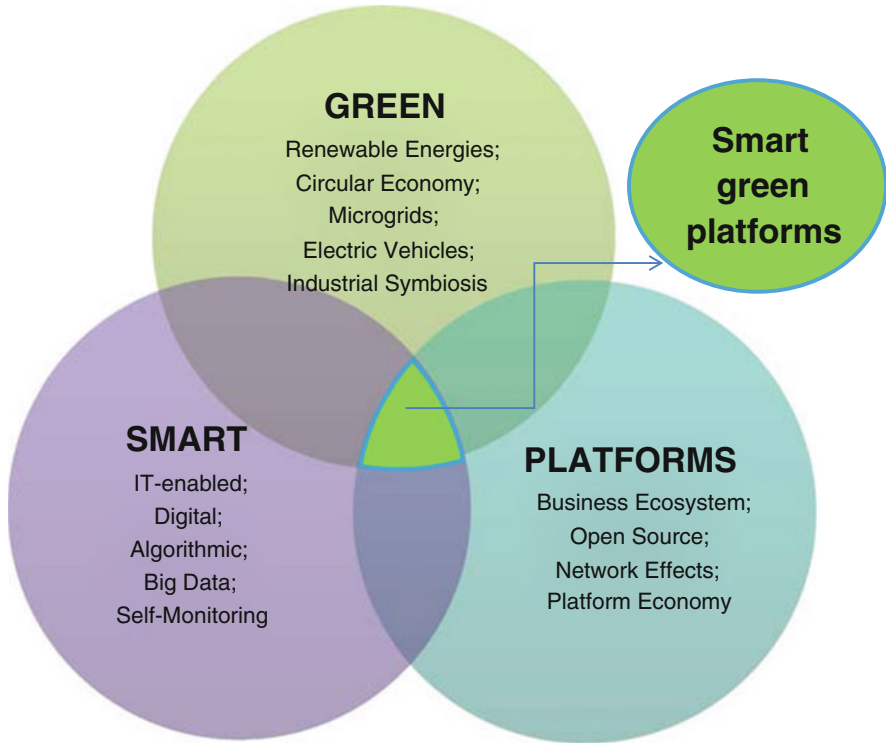 GREEN
Renewable Energies;
Circular Economy;
Microgrids;
Electric Vehicles;
Industrial Symbiosis
Smart
green
platforms
SMART
IT-enabled;
Digital;
Algorithmic;
Big Data;
Self-Monitoring
PLATFORMS
Business Ecosystem;
Open Source;
Network Effects;
Platform Economy